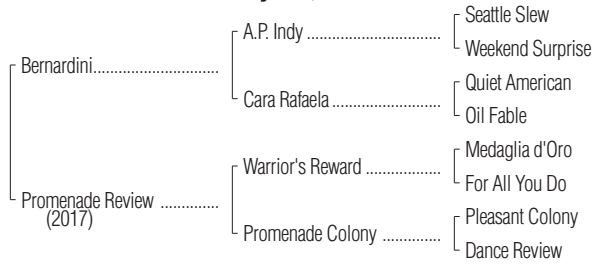 Seattle Slew
A.P. Indy ..............................
Weekend Surprise
Bernardini............................
Quiet American
Cara Rafaela ........................
Oil Fable
Medaglia d'Oro
Warrior's Reward .................
For All You Do
Promenade Review .............
(2017)
Pleasant Colony
Promenade Colony .............
Dance Review